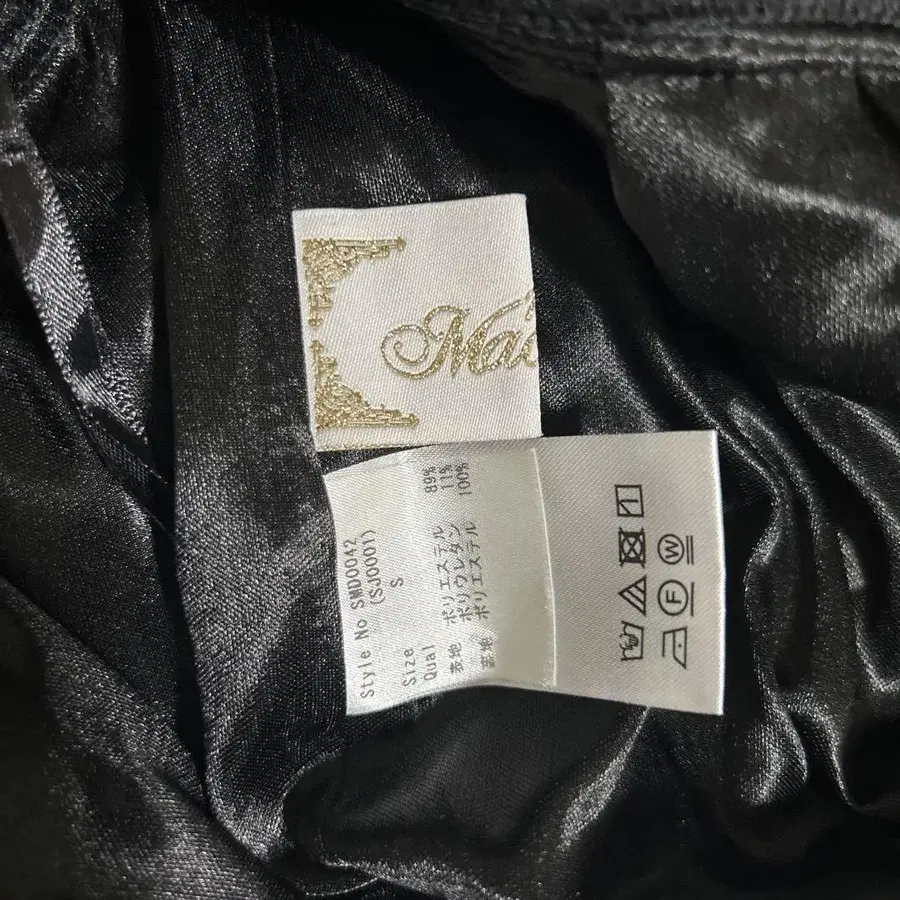 Ma
Style No SWD0042
(SJ0001)
Size S
Qual
表地 ポリエステル 89%
ポリウレタン 11%
裏地 ポリエステル 100%
W
F